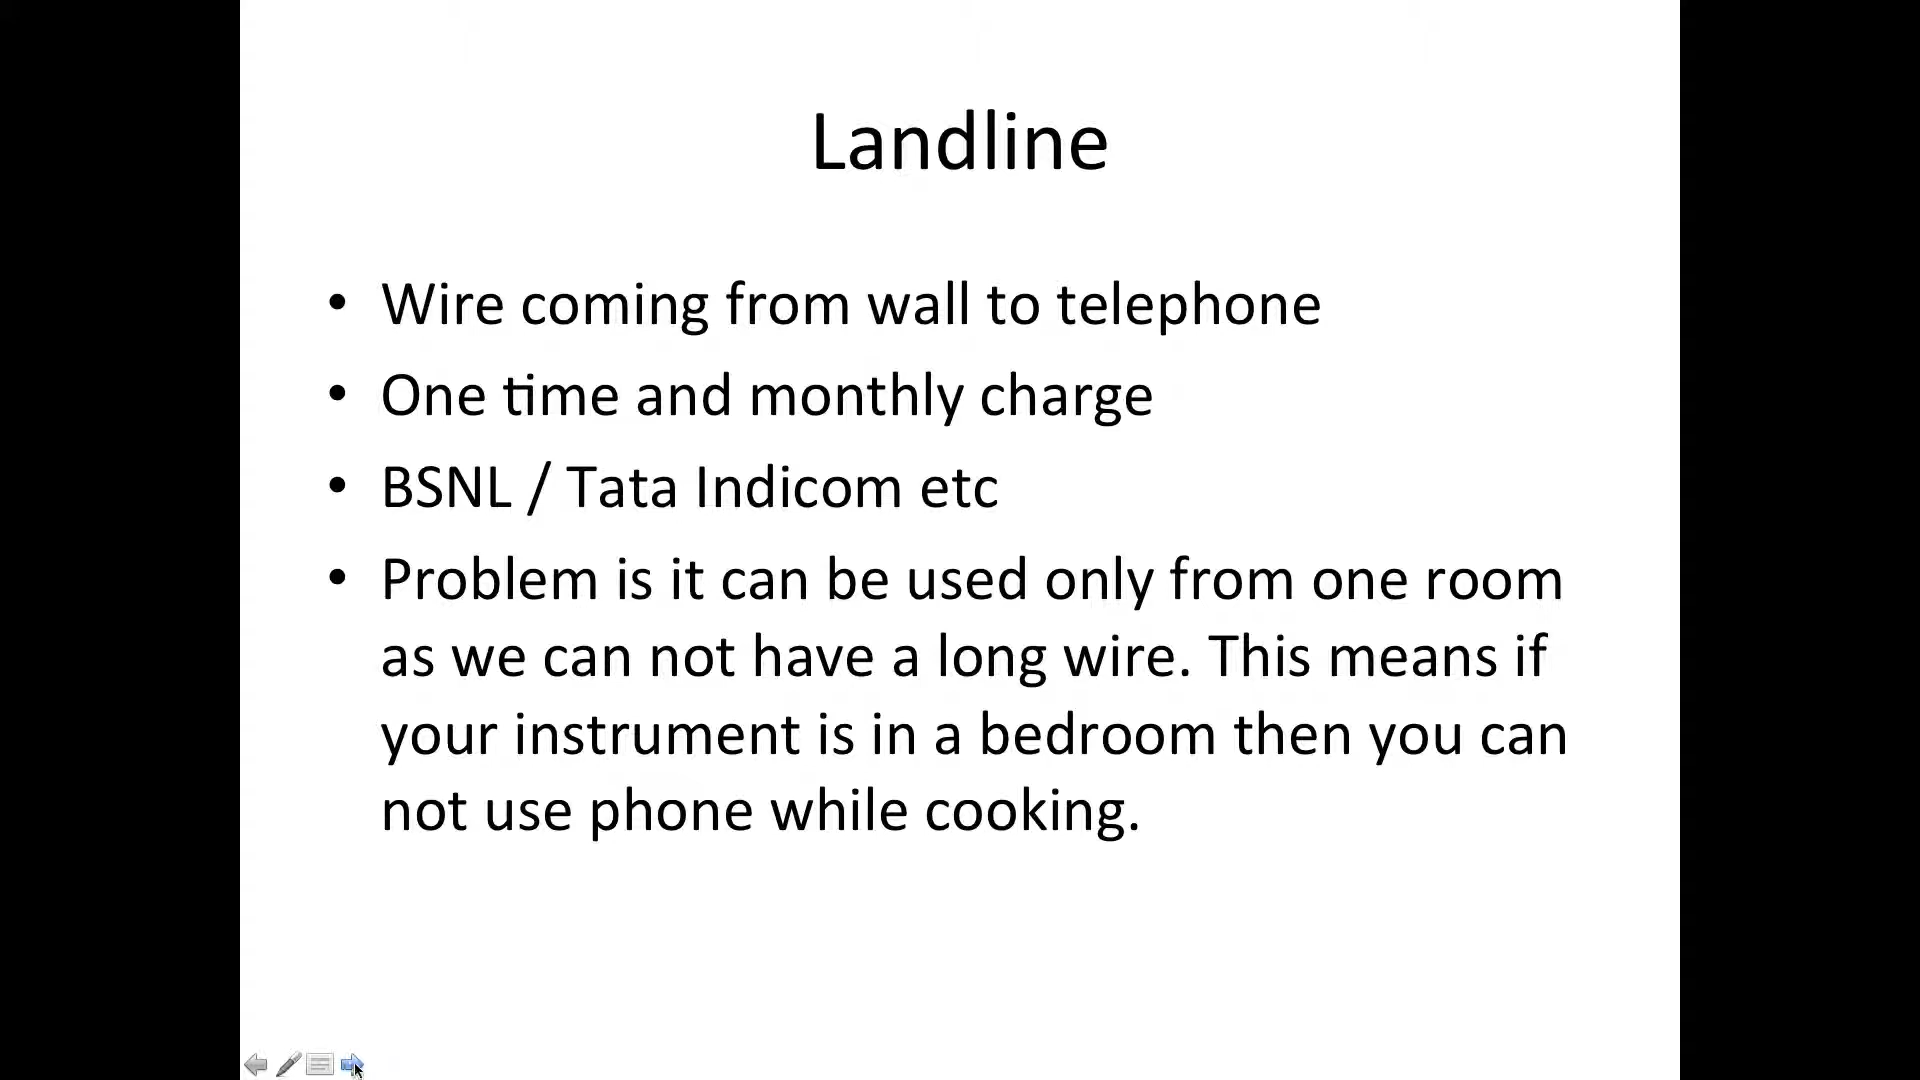 Landline
• Wire coming from wall to telephone
• One time and monthly charge
• BSNL / Tata Indicom etc
• Problem is it can be used only from one room
as we can not have a long wire. This means if
your instrument is in a bedroom then you can
not use phone while cooking.